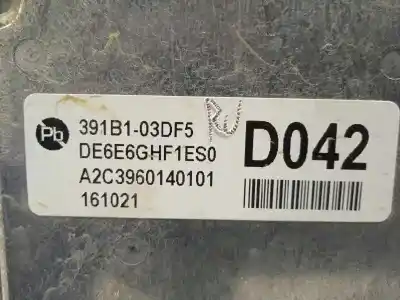 Pb
391B1-03DF5
DE6E6GHF1ES0
A2C3960140101
161021
D042